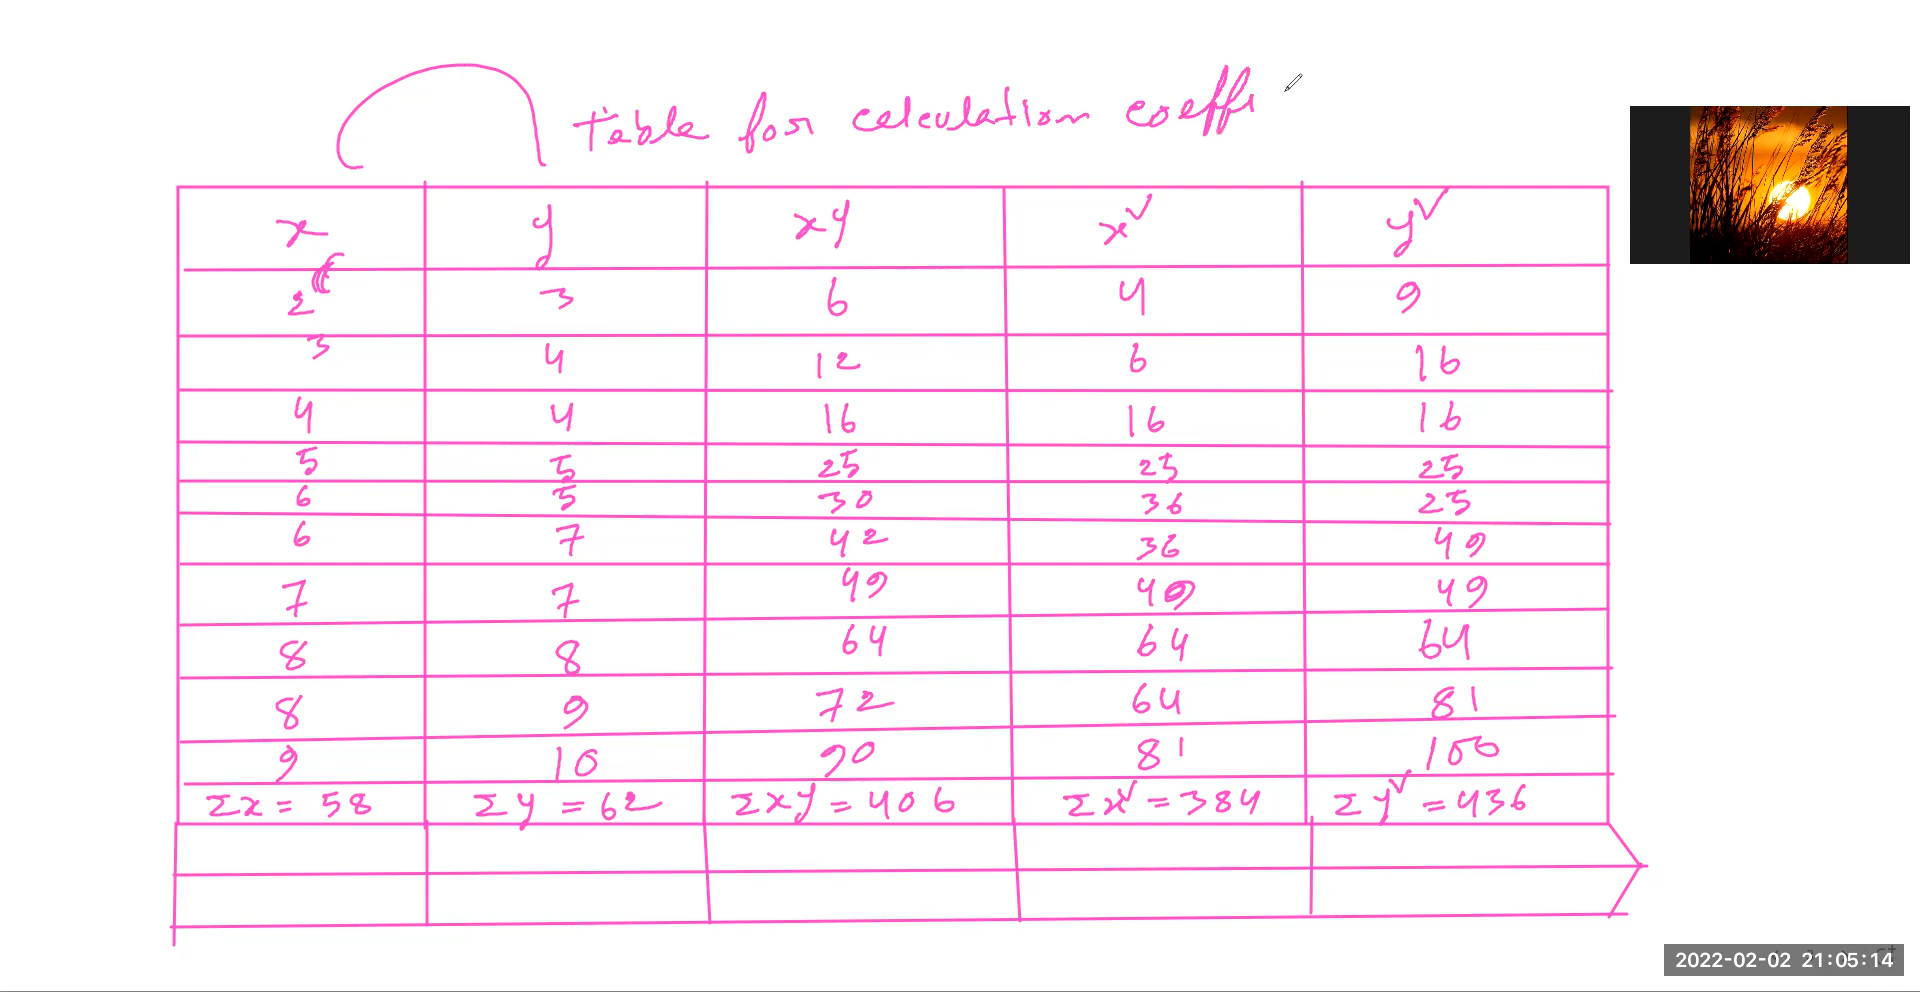 Table for calculation coeffi
x y xy x² y²
2 3 6 4 9
3 4 12 6 16
4 4 16 16 16
5 5 25 25 25
6 5 30 36 25
6 7 42 36 49
7 7 49 49 49
8 8 64 64 64
8 9 72 64 81
9 10 90 81 100
Σx = 58 Σy = 62 Σxy = 406 Σx² = 384 Σy² = 436
2022-02-02 21:05:14